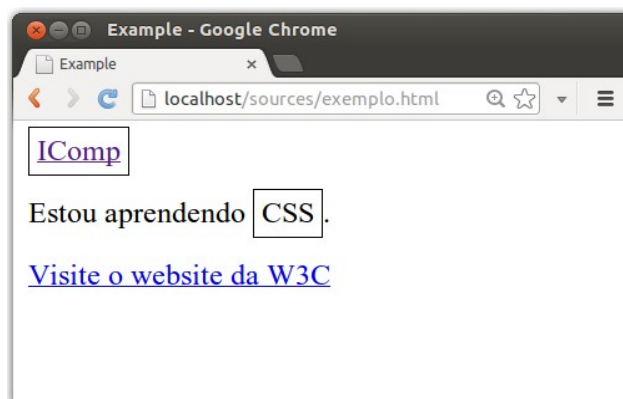 Example - Google Chrome
Example
localhost/sources/exemplo.html
IComp
Estou aprendendo CSS.
Visite o website da W3C